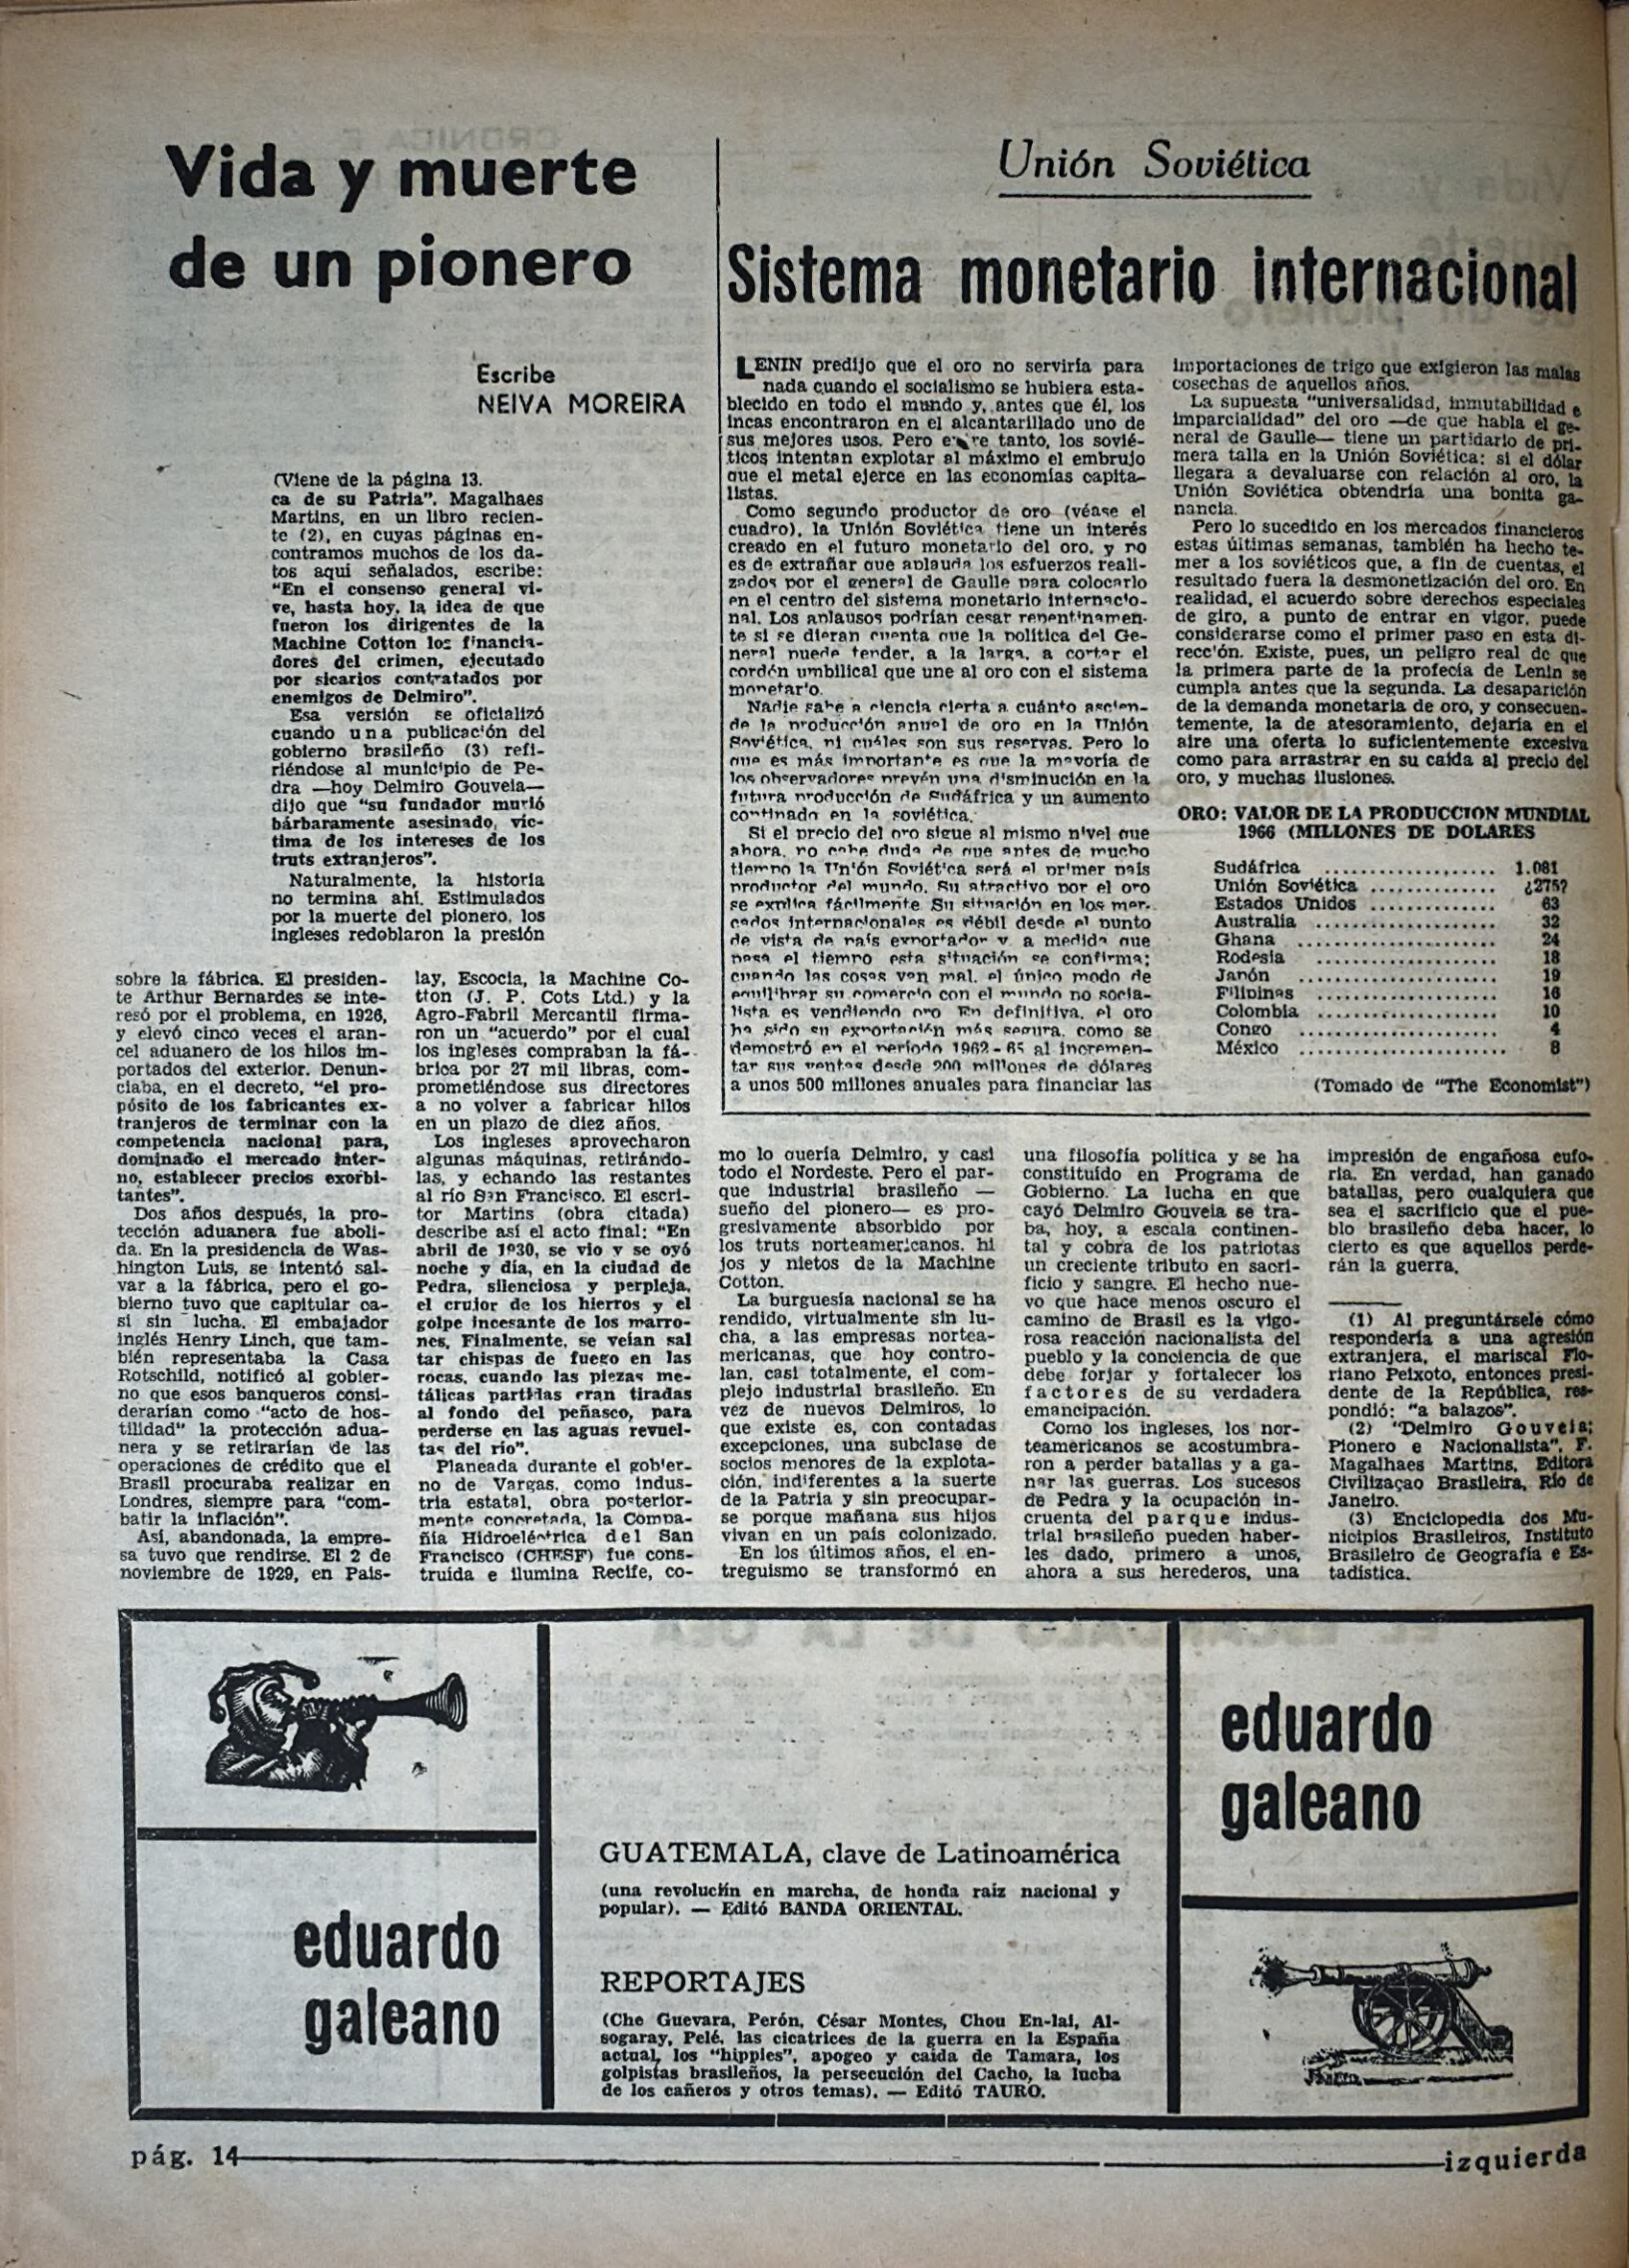 Vida y muerte
de un pionero
Escribe
NEIVA MOREIRA
(Viene de la página 13.
ca de su Patria". Magalhaes
Martins, en un libro recien-
te (2), en cuyas páginas en-
contramos muchos de los da-
tos aquí señalados, escribe:
"En el consenso general vi-
ve, hasta hoy, la idea de que
fueron los dirigentes de la
Machine Cotton los financia-
dores del crimen, ejecutado
por sicarios contratados por
enemigos de Delmiro".
Esa versión se oficializó
cuando una publicación del
gobierno brasileño (3) refi-
riéndose al municipio de Pe-
dra —hoy Delmiro Gouveia—
dijo que "su fundador murió
bárbaramente asesinado, víc-
tima de los intereses de los
truts extranjeros".
Naturalmente, la historia
no termina ahí. Estimulados
por la muerte del pionero, los
ingleses redoblaron la presión
sobre la fábrica. El presiden-
te Arthur Bernardes se inte-
resó por el problema, en 1926,
y elevó cinco veces el aran-
cel aduanero de los hilos im-
portados del exterior. Denun-
ciaba, en el decreto, "el pro-
pósito de los fabricantes ex-
tranjeros de terminar con la
competencia nacional para,
dominado el mercado inter-
no, establecer precios exorbi-
tantes".
Dos años después, la pro-
tección aduanera fue aboli-
da. En la presidencia de Was-
hington Luis, se intentó sal-
var a la fábrica, pero el go-
bierno tuvo que capitular ca-
si sin lucha. El embajador
inglés Henry Linch, que tam-
bién representaba la Casa
Rotschild, notificó al gobier-
no que esos banqueros consi-
derarían como "acto de hos-
tilidad" la protección adua-
nera y se retirarían de las
operaciones de crédito que el
Brasil procuraba realizar en
Londres, siempre para "com-
batir la inflación".
Así, abandonada, la empre-
sa tuvo que rendirse. El 2 de
noviembre de 1929, en Pais-
lay, Escocia, la Machine Co-
tton (J. P. Cots Ltd.) y la
Agro-Fabril Mercantil firma-
ron un "acuerdo" por el cual
los ingleses compraban la fá-
brica por 27 mil libras, com-
prometiéndose sus directores
a no volver a fabricar hilos
en un plazo de diez años.
Los ingleses aprovecharon
algunas máquinas, retirándo-
las, y echando las restantes
al río San Francisco. El escri-
tor Martins (obra citada)
describe así el acto final: "En
abril de 1930, se vio y se oyó
noche y día, en la ciudad de
Pedra, silenciosa y perpleja,
el crujor de los hierros y el
golpe incesante de los marro-
nes. Finalmente, se veían sal
tar chispas de fuego en las
rocas, cuando las piezas me-
tálicas partidas eran tiradas
al fondo del peñasco, para
perderse en las aguas revuel-
tas del río".
Planeada durante el gobier-
no de Vargas, como indus-
tria estatal, obra posterior-
mente concretada, la Compa-
ñía Hidroeléctrica del San
Francisco (CHESF) fue cons-
truida e ilumina Recife, co-
mo lo quería Delmiro, y casi
todo el Nordeste. Pero el par-
que industrial brasileño —
sueño del pionero— es pro-
gresivamente absorbido por
los truts norteamericanos, hi
jos y nietos de la Machine
Cotton.
La burguesía nacional se ha
rendido, virtualmente sin lu-
cha, a las empresas nortea-
mericanas, que hoy contro-
lan, casi totalmente, el com-
plejo industrial brasileño. En
vez de nuevos Delmiros, lo
que existe es, con contadas
excepciones, una subclase de
socios menores de la explota-
ción, indiferentes a la suerte
de la Patria y sin preocupar-
se porque mañana sus hijos
vivan en un país colonizado.
En los últimos años, el en-
treguismo se transformó en
una filosofía política y se ha
constituido en Programa de
Gobierno. La lucha en que
cayó Delmiro Gouveia se tra-
ba, hoy, a escala continen-
tal y cobra de los patriotas
un creciente tributo en sacri-
ficio y sangre. El hecho nue-
vo que hace menos oscuro el
camino de Brasil es la vigo-
rosa reacción nacionalista del
pueblo y la conciencia de que
debe forjar y fortalecer los
factores de su verdadera
emancipación.
Como los ingleses, los nor-
teamericanos se acostumbra-
ron a perder batallas y a ga-
nar las guerras. Los sucesos
de Pedra y la ocupación in-
cruenta del parque indus-
trial brasileño pueden haber-
les dado, primero a unos,
ahora a sus herederos, una
impresión de engañosa eufo-
ria. En verdad, han ganado
batallas, pero cualquiera que
sea el sacrificio que el pue-
blo brasileño deba hacer, lo
cierto es que aquellos perde-
rán la guerra.
(1) Al preguntársele cómo
respondería a una agresión
extranjera, el mariscal Flo-
riano Peixoto, entonces presi-
dente de la República, res-
pondió: "a balazos".
(2) "Delmiro Gouveia;
Pionero e Nacionalista", F.
Magalhaes Martins, Editora
Civilizaçao Brasileira, Río de
Janeiro.
(3) Enciclopedia dos Mu-
nicipios Brasileiros, Instituto
Brasileiro de Geografía e Es-
tadística.
Unión Soviética
Sistema monetario internacional
LENIN predijo que el oro no serviría para
nada cuando el socialismo se hubiera esta-
blecido en todo el mundo y, antes que él, los
incas encontraron en el alcantarillado uno de
sus mejores usos. Pero entre tanto, los sovié-
ticos intentan explotar al máximo el embrujo
que el metal ejerce en las economías capita-
listas.
Como segundo productor de oro (véase el
cuadro), la Unión Soviética tiene un interés
creado en el futuro monetario del oro, y no
es de extrañar que aplauda los esfuerzos reali-
zados por el general de Gaulle para colocarlo
en el centro del sistema monetario internacio-
nal. Los aplausos podrían cesar repentinamen-
te si se dieran cuenta que la política del Ge-
neral puede tender, a la larga, a cortar el
cordón umbilical que une al oro con el sistema
monetario.
Nadie sabe a ciencia cierta a cuánto ascien-
de la producción anual de oro en la Unión
Soviética, ni cuáles son sus reservas. Pero lo
que es más importante es que la mayoría de
los observadores prevén una disminución en la
futura producción de Sudáfrica y un aumento
continado en la soviética.
Si el precio del oro sigue al mismo nivel que
ahora, no cabe duda de que antes de mucho
tiempo la Unión Soviética será el primer país
productor del mundo. Su atractivo por el oro
se explica fácilmente. Su situación en los mer-
cados internacionales es débil desde el punto
de vista de país exportador y a medida que
pasa el tiempo esta situación se confirma;
cuando las cosas van mal, el único modo de
equilibrar su comercio con el mundo no socia-
lista es vendiendo oro En definitiva, el oro
ha sido su exportación más segura, como se
demostró en el período 1962-65 al incremen-
tar sus ventas desde 200 millones de dólares
a unos 500 millones anuales para financiar las
importaciones de trigo que exigieron las malas
cosechas de aquellos años.
La supuesta "universalidad, inmutabilidad e
imparcialidad" del oro —de que habla el ge-
neral de Gaulle— tiene un partidario de pri-
mera talla en la Unión Soviética; si el dólar
llegara a devaluarse con relación al oro, la
Unión Soviética obtendría una bonita ga-
nancia.
Pero lo sucedido en los mercados financieros
estas últimas semanas, también ha hecho te-
mer a los soviéticos que, a fin de cuentas, el
resultado fuera la desmonetización del oro. En
realidad, el acuerdo sobre derechos especiales
de giro, a punto de entrar en vigor, puede
considerarse como el primer paso en esta di-
rección. Existe, pues, un peligro real de que
la primera parte de la profecía de Lenin se
cumpla antes que la segunda. La desaparición
de la demanda monetaria de oro, y consecuen-
temente, la de atesoramiento, dejaría en el
aire una oferta lo suficientemente excesiva
como para arrastrar en su caída al precio del
oro, y muchas ilusiones.
ORO: VALOR DE LA PRODUCCION MUNDIAL
1966 (MILLONES DE DOLARES
Sudáfrica .................... 1.081
Unión Soviética ............. ¿275?
Estados Unidos .............. 63
Australia .................... 32
Ghana ...................... 24
Rodesia ..................... 18
Japón ...................... 19
Filipinas .................... 16
Colombia .................... 10
Congo ...................... 4
México ....................... 8
(Tomado de "The Economist")
eduardo
galeano
GUATEMALA, clave de Latinoamérica
(una revoluciín en marcha, de honda raíz nacional y
popular). — Editó BANDA ORIENTAL.
REPORTAJES
(Che Guevara, Perón, César Montes, Chou En-lai, Al-
sogaray, Pelé, las cicatrices de la guerra en la España
actual, los "hippies", apogeo y caída de Tamara, los
golpistas brasileños, la persecución del Cacho, la lucha
de los cañeros y otros temas). — Editó TAURO.
eduardo
galeano
pág. 14
izquierda